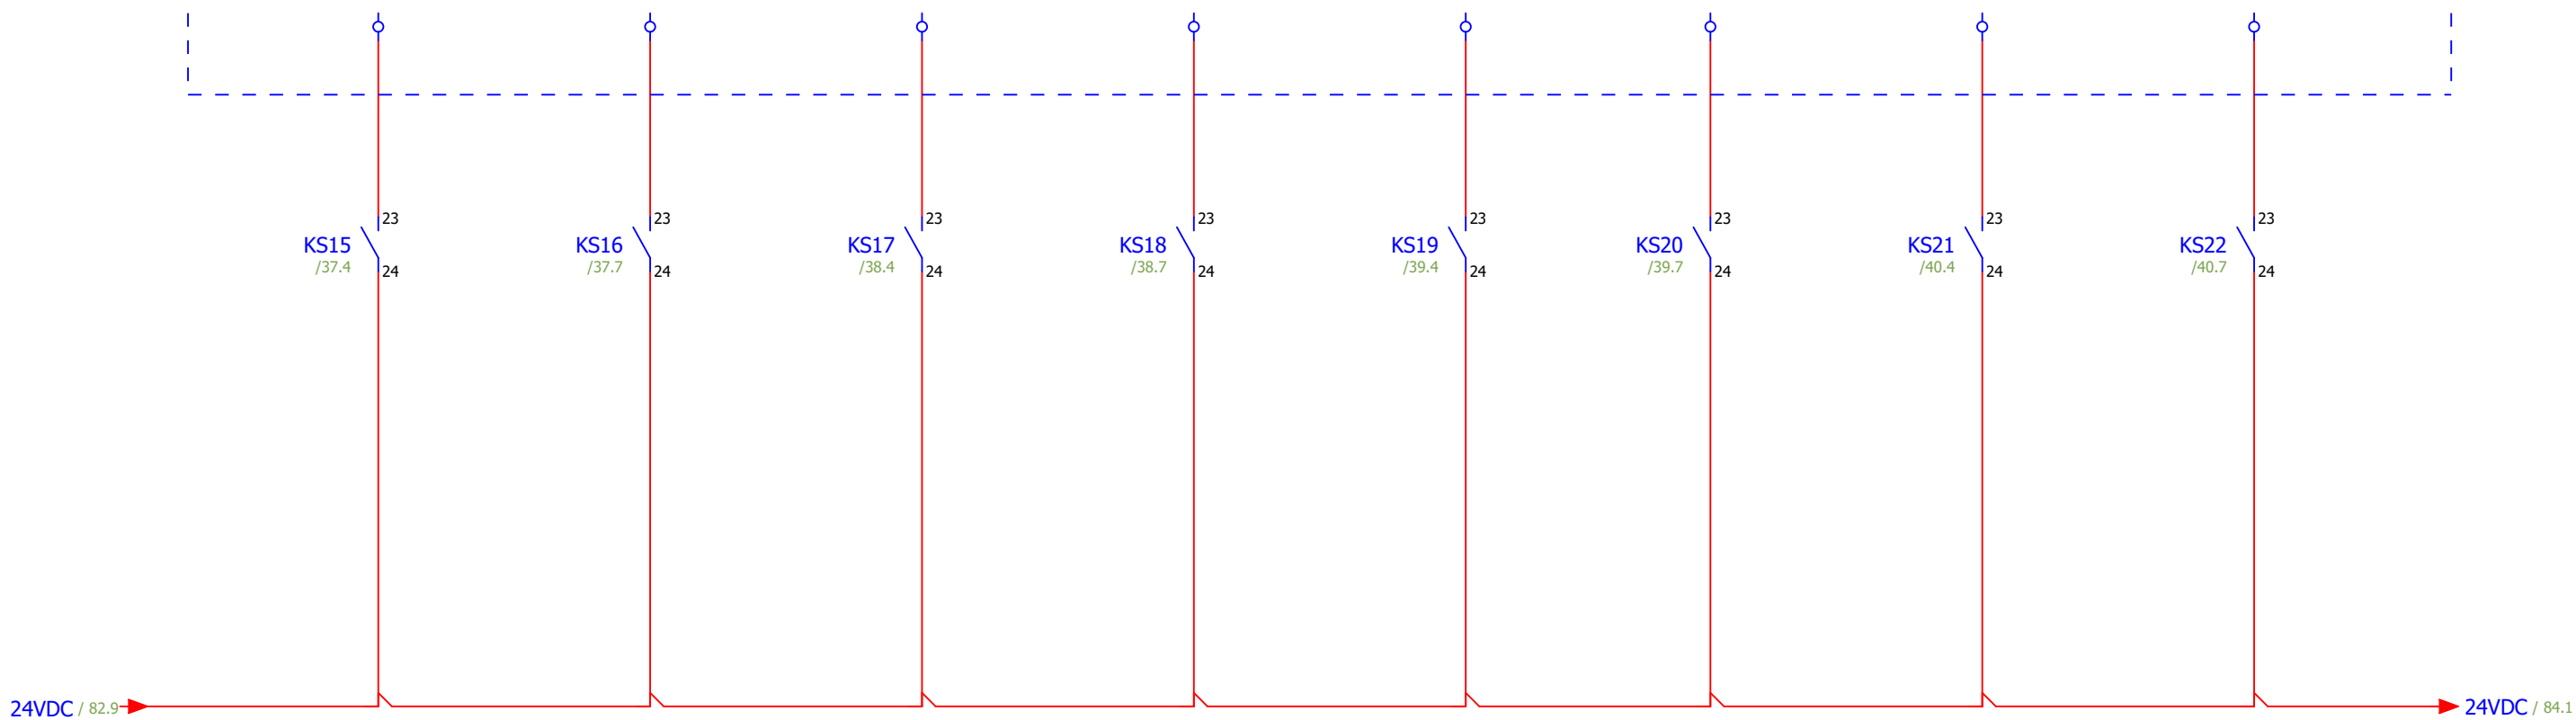 23 23 23 23 23 23 23 23
KS15 KS16 KS17 KS18 KS19 KS20 KS21 KS22
/37.4 /37.7 /38.4 /38.7 /39.4 /39.7 /40.4 /40.7
24 24 24 24 24 24 24 24
24VDC / 82.9 24VDC / 84.1